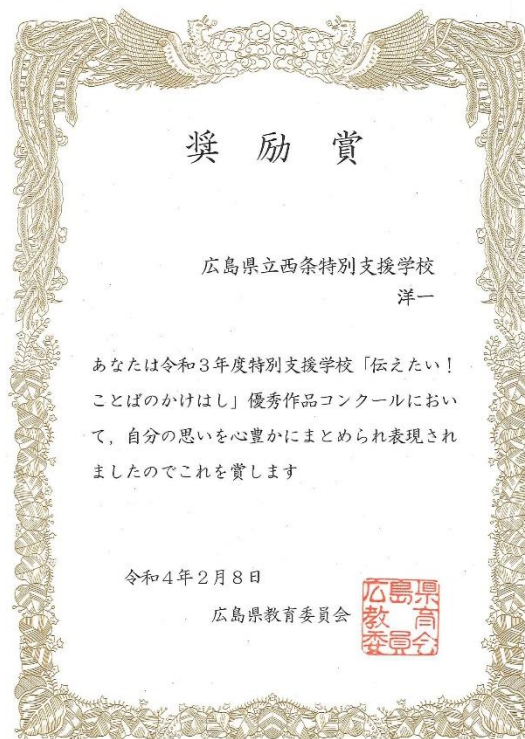 奨励賞
広島県立西条特別支援学校
洋一
あなたは令和3年度特別支援学校「伝えたい！
ことばのかけはし」優秀作品コンクールにおい
て，自分の思いを心豊かにまとめられ表現され
ましたのでこれを賞します
令和4年2月8日
広島県教育委員会
広島県
教育
委員会